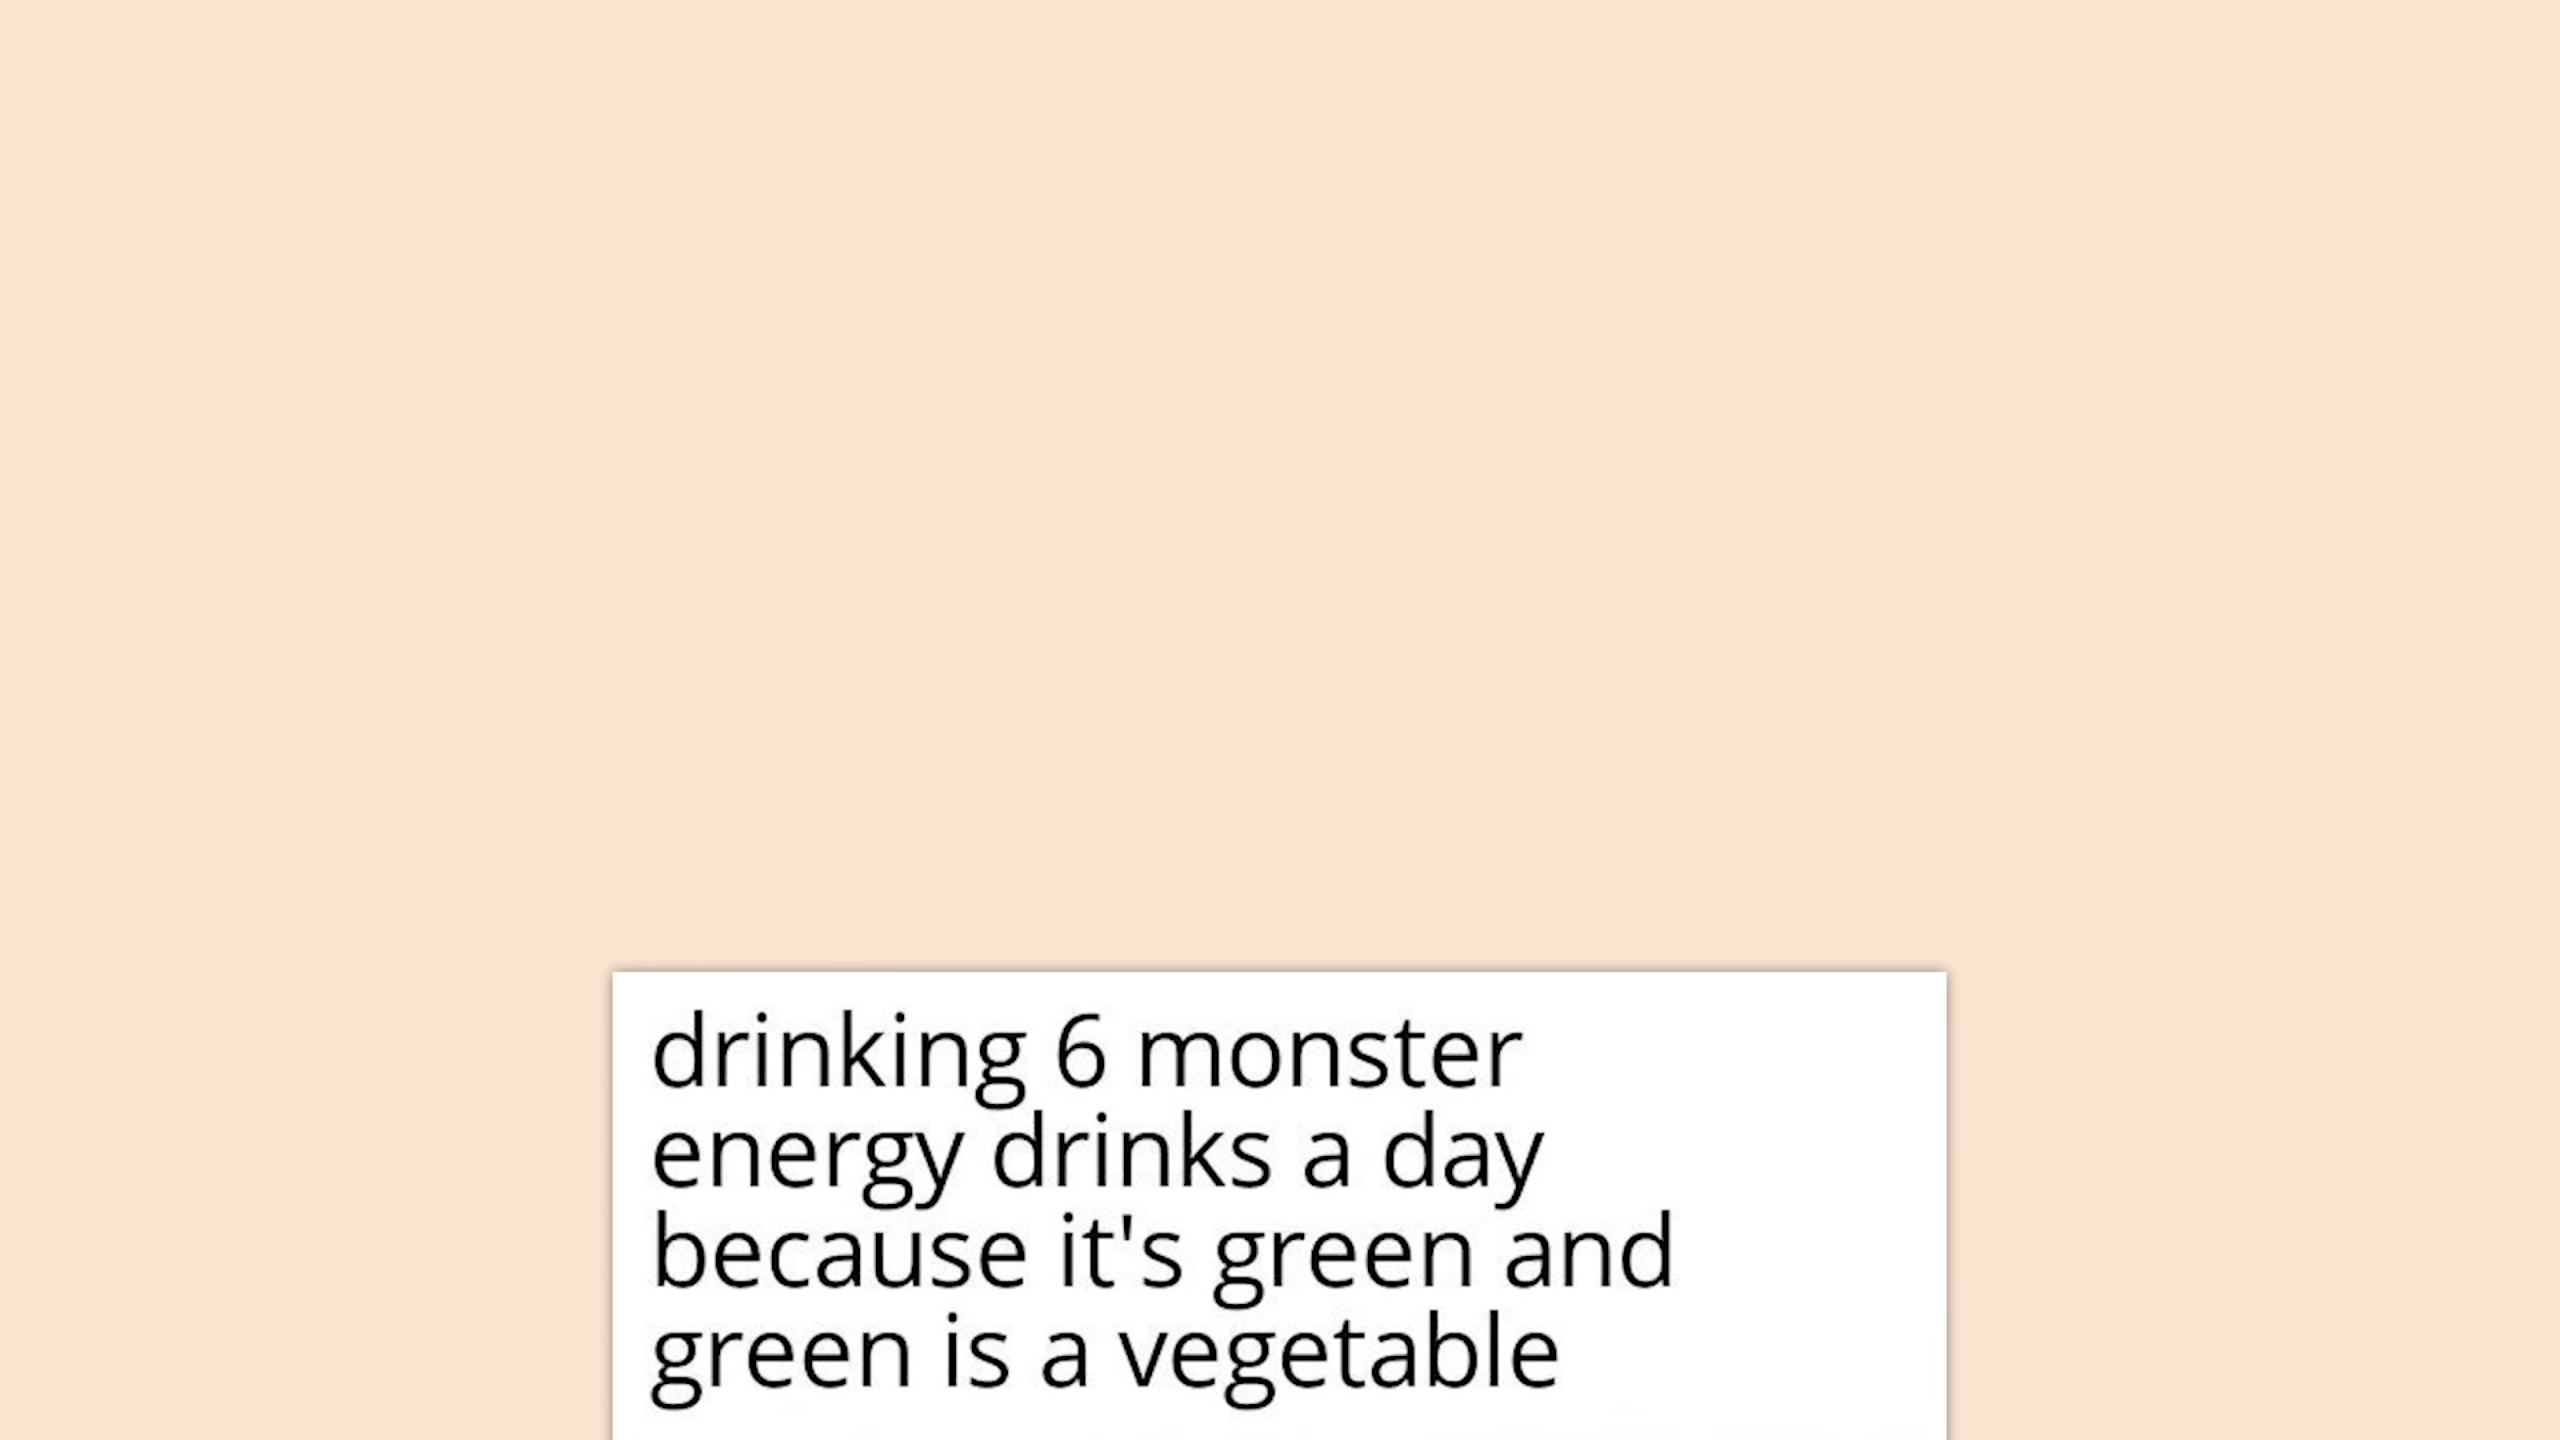 drinking 6 monster
energy drinks a day
because it's green and
green is a vegetable